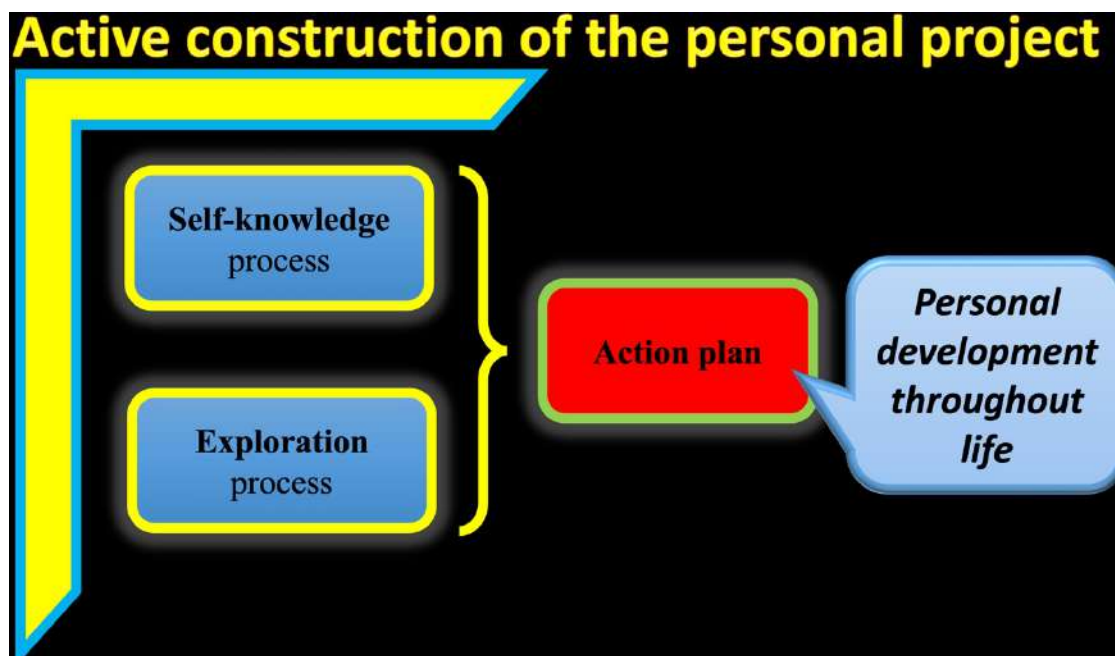 Active construction of the personal project
Self-knowledge
process
Exploration
process
Action plan
Personal
development
throughout
life